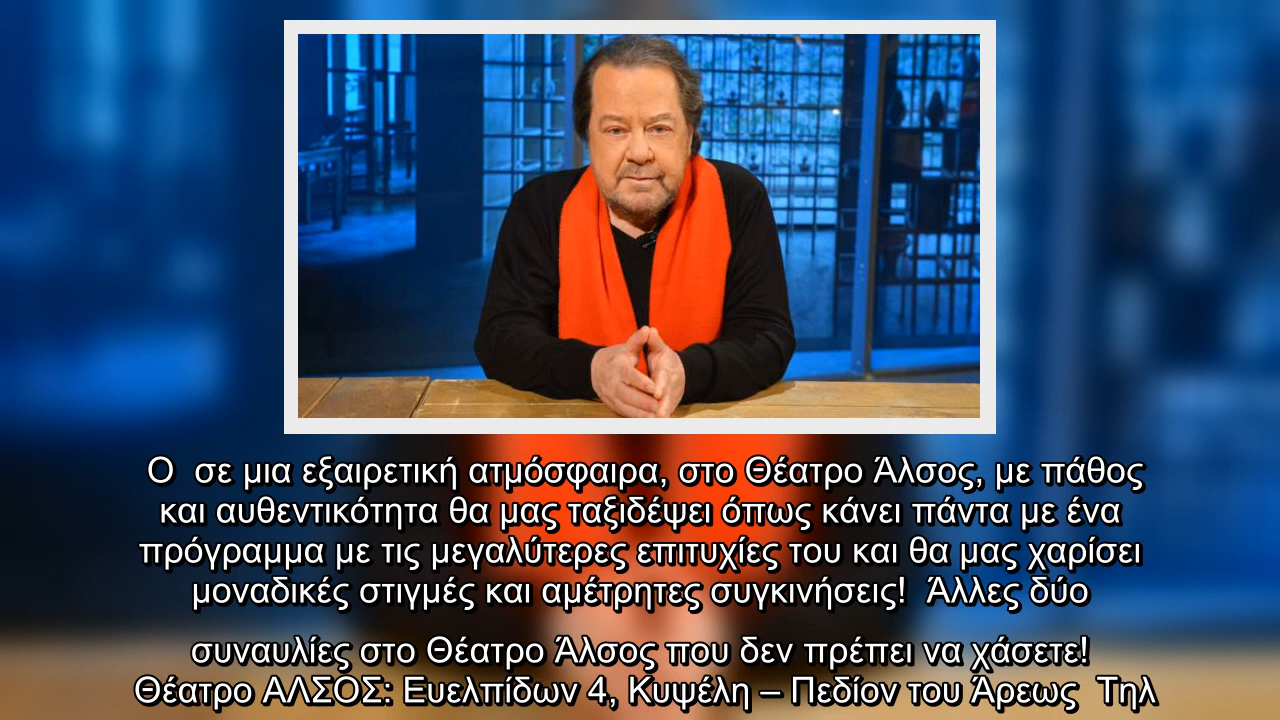 Ο σε μια εξαιρετική ατμόσφαιρα, στο Θέατρο Άλσος, με πάθος
και αυθεντικότητα θα μας ταξιδέψει όπως κάνει πάντα με ένα
πρόγραμμα με τις μεγαλύτερες επιτυχίες του και θα μας χαρίσει
μοναδικές στιγμές και αμέτρητες συγκινήσεις! Άλλες δύο
συναυλίες στο Θέατρο Άλσος που δεν πρέπει να χάσετε!
Θέατρο ΑΛΣΟΣ: Ευελπίδων 4, Κυψέλη – Πεδίον του Άρεως Τηλ